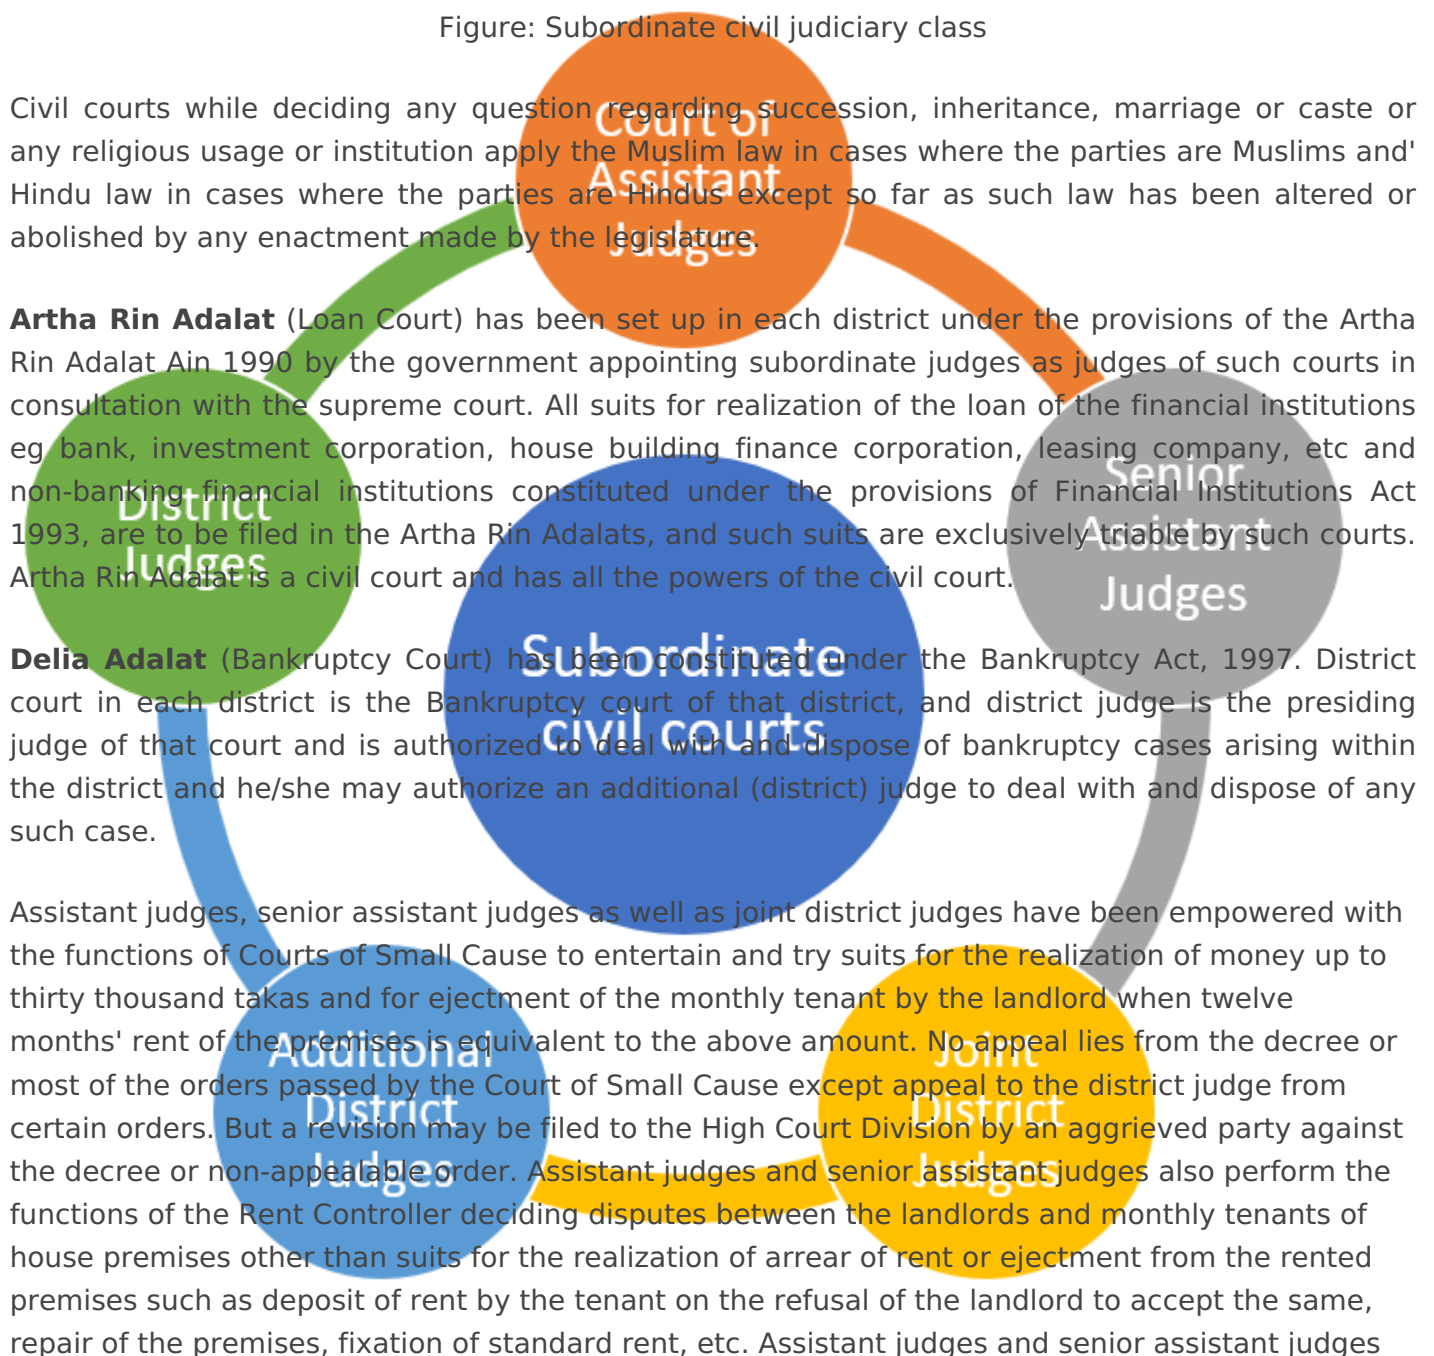 Figure: Subordinate civil judiciary class
Civil courts while deciding any question regarding succession, inheritance, marriage or caste or
any religious usage or institution apply the Muslim law in cases where the parties are Muslims and'
Hindu law in cases where the parties are Hindus except so far as such law has been altered or
abolished by any enactment made by the legislature.
Artha Rin Adalat (Loan Court) has been set up in each district under the provisions of the Artha
Rin Adalat Ain 1990 by the government appointing subordinate judges as judges of such courts in
consultation with the supreme court. All suits for realization of the loan of the financial institutions
eg bank, investment corporation, house building finance corporation, leasing company, etc and
non-banking financial institutions constituted under the provisions of Financial Institutions Act
1993, are to be filed in the Artha Rin Adalats, and such suits are exclusively triable by such courts.
Artha Rin Adalat is a civil court and has all the powers of the civil court.
Delia Adalat (Bankruptcy Court) has been constituted under the Bankruptcy Act, 1997. District
court in each district is the Bankruptcy court of that district, and district judge is the presiding
judge of that court and is authorized to deal with and dispose of bankruptcy cases arising within
the district and he/she may authorize an additional (district) judge to deal with and dispose of any
such case.
Assistant judges, senior assistant judges as well as joint district judges have been empowered with
the functions of Courts of Small Cause to entertain and try suits for the realization of money up to
thirty thousand takas and for ejectment of the monthly tenant by the landlord when twelve
months' rent of the premises is equivalent to the above amount. No appeal lies from the decree or
most of the orders passed by the Court of Small Cause except appeal to the district judge from
certain orders. But a revision may be filed to the High Court Division by an aggrieved party against
the decree or non-appealable order. Assistant judges and senior assistant judges also perform the
functions of the Rent Controller deciding disputes between the landlords and monthly tenants of
house premises other than suits for the realization of arrear of rent or ejectment from the rented
premises such as deposit of rent by the tenant on the refusal of the landlord to accept the same,
repair of the premises, fixation of standard rent, etc. Assistant judges and senior assistant judges
Court of
Assistant
Judges
Senior
Assistant
Judges
Joint
District
Judges
Additional
District
Judges
District
Judges
Subordinate
civil courts